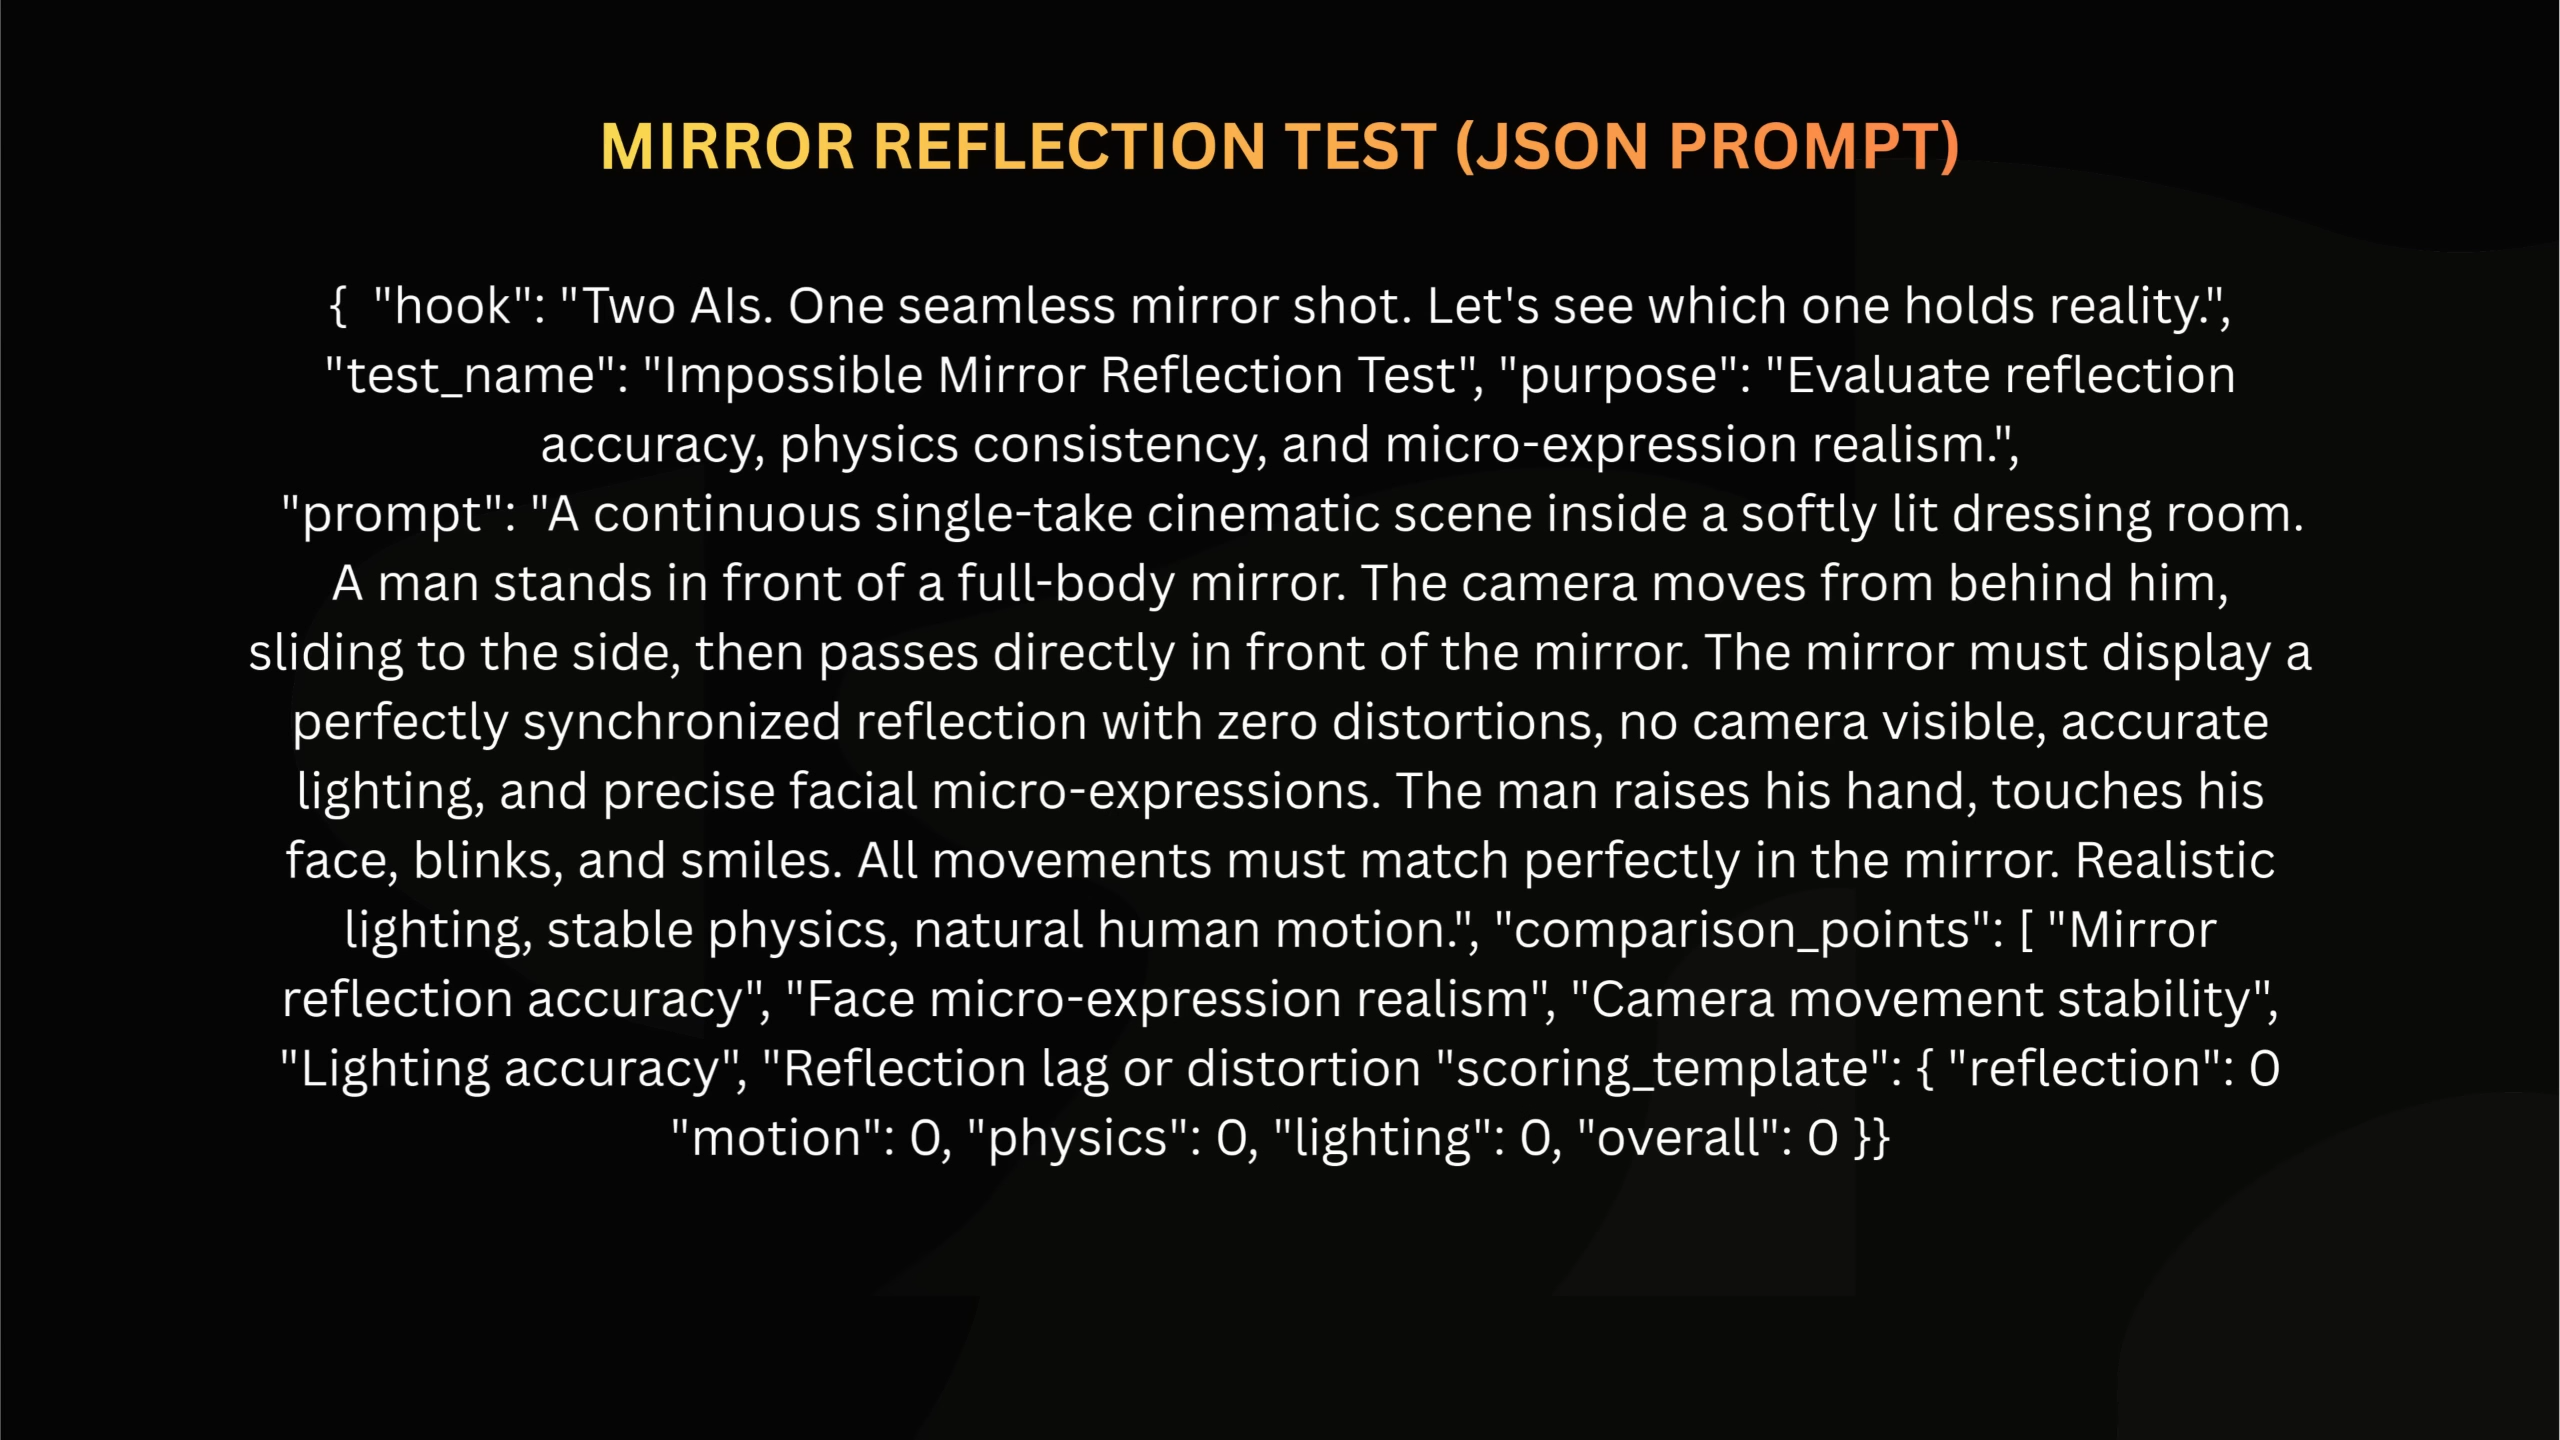 MIRROR REFLECTION TEST (JSON PROMPT)
{  "hook": "Two AIs. One seamless mirror shot. Let's see which one holds reality.",
"test_name": "Impossible Mirror Reflection Test", "purpose": "Evaluate reflection
accuracy, physics consistency, and micro-expression realism.",
"prompt": "A continuous single-take cinematic scene inside a softly lit dressing room.
A man stands in front of a full-body mirror. The camera moves from behind him,
sliding to the side, then passes directly in front of the mirror. The mirror must display a
perfectly synchronized reflection with zero distortions, no camera visible, accurate
lighting, and precise facial micro-expressions. The man raises his hand, touches his
face, blinks, and smiles. All movements must match perfectly in the mirror. Realistic
lighting, stable physics, natural human motion.", "comparison_points": [ "Mirror
reflection accuracy", "Face micro-expression realism", "Camera movement stability",
"Lighting accuracy", "Reflection lag or distortion "scoring_template": { "reflection": 0
"motion": 0, "physics": 0, "lighting": 0, "overall": 0 }}